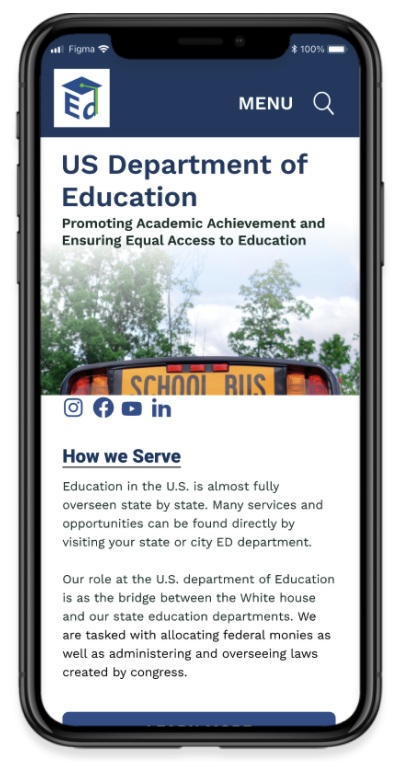 Figma 100%
Ed
MENU
US Department of
Education
Promoting Academic Achievement and
Ensuring Equal Access to Education
SCHOOL BUS
How we Serve
Education in the U.S. is almost fully
overseen state by state. Many services and
opportunities can be found directly by
visiting your state or city ED department.
Our role at the U.S. department of Education
is as the bridge between the White house
and our state education departments. We
are tasked with allocating federal monies as
well as administering and overseeing laws
created by congress.